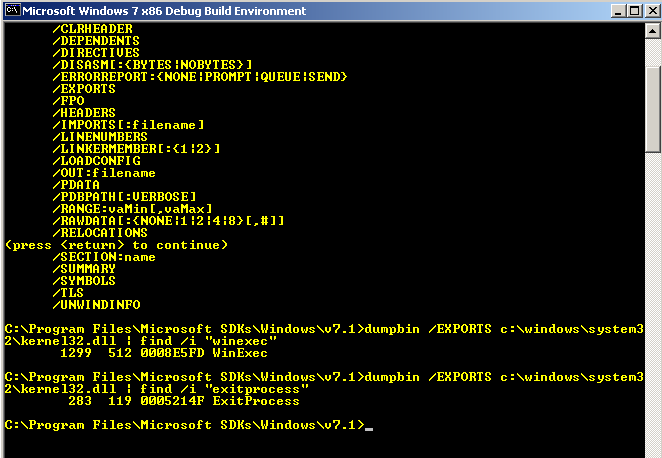 Microsoft Windows 7 x86 Debug Build Environment
/CLRHEADER
/DEPENDENTS
/DIRECTIVES
/DISASM[:{BYTES|NOBYTES}]
/ERRORREPORT:{NONE|PROMPT|QUEUE|SEND}
/EXPORTS
/FPO
/HEADERS
/IMPORTS[:filename]
/LINENUMBERS
/LINKERMEMBER[:{1|2}]
/LOADCONFIG
/OUT:filename
/PDATA
/PDBPATH[:VERBOSE]
/RANGE:vaMin[,vaMax]
/RAWDATA[:{NONE|1|2|4|8}[,#]]
/RELOCATIONS
(press <return> to continue)
/SECTION:name
/SUMMARY
/SYMBOLS
/TLS
/UNWINDINFO
C:\Program Files\Microsoft SDKs\Windows\v7.1>dumpbin /EXPORTS c:\windows\system3
2\kernel32.dll | find /i "winexec"
1299 512 0008E5FD WinExec
C:\Program Files\Microsoft SDKs\Windows\v7.1>dumpbin /EXPORTS c:\windows\system3
2\kernel32.dll | find /i "exitprocess"
283 119 0005214F ExitProcess
C:\Program Files\Microsoft SDKs\Windows\v7.1>_